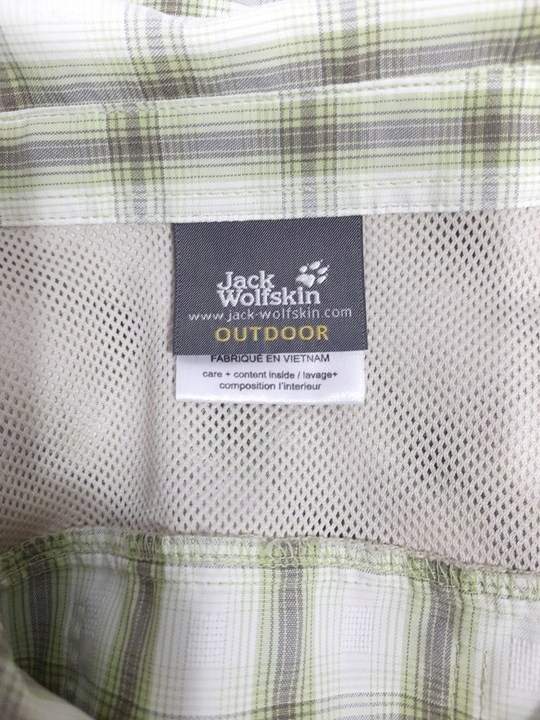 Jack
Wolfskin
www.jack-wolfskin.com
OUTDOOR
FABRIQUÉ EN VIETNAM
care + content inside / lavage+
composition l'interieur